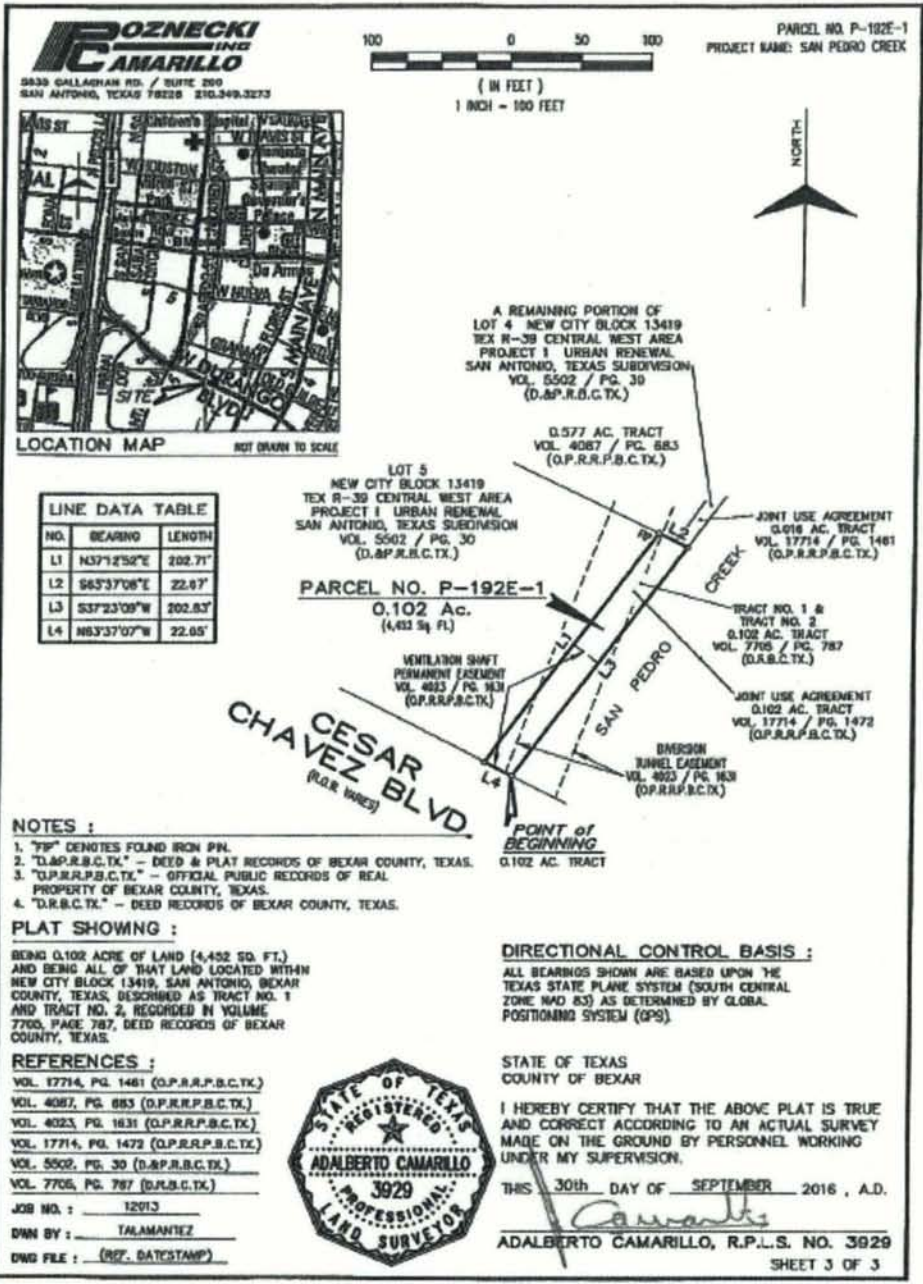 POZNECKI
ING
CAMARILLO
5835 CALLAGHAN RD. / SUITE 200
SAN ANTONIO, TEXAS 78228 210.349.3273
100 0 50 100
( IN FEET )
1 INCH = 100 FEET
PARCEL NO. P-192E-1
PROJECT NAME: SAN PEDRO CREEK
NORTH
W HOUSTON
Spanish
Governor's
Palace
De Armas
W NUEVA
N MAIN AVE
S MAIN AVE
W DURANGO
BLVD
SITE
LOCATION MAP
NOT DRAWN TO SCALE
A REMAINING PORTION OF
LOT 4 NEW CITY BLOCK 13419
TEX R-39 CENTRAL WEST AREA
PROJECT 1 URBAN RENEWAL
SAN ANTONIO, TEXAS SUBDIVISION
VOL. 5502 / PG. 30
(D.&P.R.B.C.TX.)
0.577 AC. TRACT
VOL. 4087 / PG. 683
(O.P.R.R.P.B.C.TX.)
LOT 5
NEW CITY BLOCK 13419
TEX R-39 CENTRAL WEST AREA
PROJECT 1 URBAN RENEWAL
SAN ANTONIO, TEXAS SUBDIVISION
VOL. 5502 / PG. 30
(D.&P.R.B.C.TX.)
LINE DATA TABLE
NO. BEARING LENGTH
L1 N37°12'52"E 202.71'
L2 S63°37'08"E 22.67'
L3 S37°23'09"W 202.83'
L4 N63°37'07"W 22.05'
JOINT USE AGREEMENT
0.016 AC. TRACT
VOL. 17714 / PG. 1461
(O.P.R.R.P.B.C.TX.)
PARCEL NO. P-192E-1
0.102 Ac.
(4,452 Sq. Ft.)
TRACT NO. 1 &
TRACT NO. 2
0.102 AC. TRACT
VOL. 7705 / PG. 787
(D.R.B.C.TX.)
VENTILATION SHAFT
PERMANENT EASEMENT
VOL. 4023 / PG. 1631
(O.P.R.R.P.B.C.TX.)
JOINT USE AGREEMENT
0.102 AC. TRACT
VOL. 17714 / PG. 1472
(O.P.R.R.P.B.C.TX.)
L1
L2
L3
L4
SAN PEDRO CREEK
DIVERSION
TUNNEL EASEMENT
VOL. 4023 / PG. 1631
(O.P.R.R.P.B.C.TX.)
CESAR
CHAVEZ BLVD
(R.O.W. VARIES)
POINT of
BEGINNING
0.102 AC. TRACT
NOTES :
1. "FIP" DENOTES FOUND IRON PIN.
2. "D.&P.R.B.C.TX." – DEED & PLAT RECORDS OF BEXAR COUNTY, TEXAS.
3. "O.P.R.R.P.B.C.TX." – OFFICIAL PUBLIC RECORDS OF REAL
PROPERTY OF BEXAR COUNTY, TEXAS.
4. "D.R.B.C.TX." – DEED RECORDS OF BEXAR COUNTY, TEXAS.
PLAT SHOWING :
BEING 0.102 ACRE OF LAND (4,452 SQ. FT.)
AND BEING ALL OF THAT LAND LOCATED WITHIN
NEW CITY BLOCK 13419, SAN ANTONIO, BEXAR
COUNTY, TEXAS, DESCRIBED AS TRACT NO. 1
AND TRACT NO. 2, RECORDED IN VOLUME
7705, PAGE 787, DEED RECORDS OF BEXAR
COUNTY, TEXAS.
REFERENCES :
VOL. 17714, PG. 1461 (O.P.R.R.P.B.C.TX.)
VOL. 4087, PG. 683 (O.P.R.R.P.B.C.TX.)
VOL. 4023, PG. 1631 (O.P.R.R.P.B.C.TX.)
VOL. 17714, PG. 1472 (O.P.R.R.P.B.C.TX.)
VOL. 5502, PG. 30 (D.&P.R.B.C.TX.)
VOL. 7705, PG. 787 (D.R.B.C.TX.)
JOB NO. : 12013
DWN BY : TALAMANTEZ
DWG FILE : (REF. DATESTAMP)
STATE OF TEXAS
REGISTERED
ADALBERTO CAMARILLO
3929
PROFESSIONAL
LAND SURVEYOR
DIRECTIONAL CONTROL BASIS :
ALL BEARINGS SHOWN ARE BASED UPON THE
TEXAS STATE PLANE SYSTEM (SOUTH CENTRAL
ZONE NAD 83) AS DETERMINED BY GLOBAL
POSITIONING SYSTEM (GPS).
STATE OF TEXAS
COUNTY OF BEXAR
I HEREBY CERTIFY THAT THE ABOVE PLAT IS TRUE
AND CORRECT ACCORDING TO AN ACTUAL SURVEY
MADE ON THE GROUND BY PERSONNEL WORKING
UNDER MY SUPERVISION.
THIS 30th DAY OF SEPTEMBER 2016 , A.D.
ADALBERTO CAMARILLO, R.P.L.S. NO. 3929
SHEET 3 OF 3